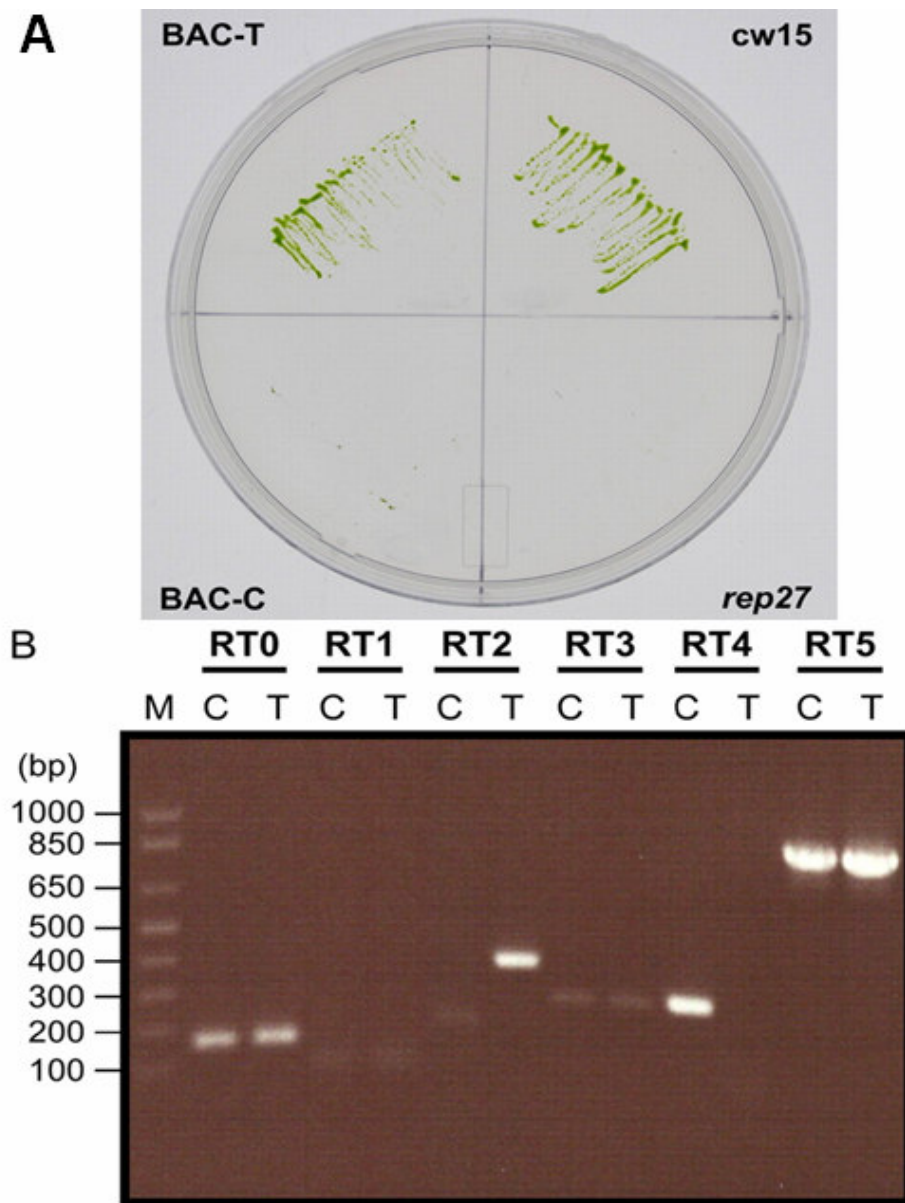 A
BAC-T cw15
BAC-C rep27
B RT0 RT1 RT2 RT3 RT4 RT5
M C T C T C T C T C T C T
(bp)
1000
850
650
500
400
300
200
100